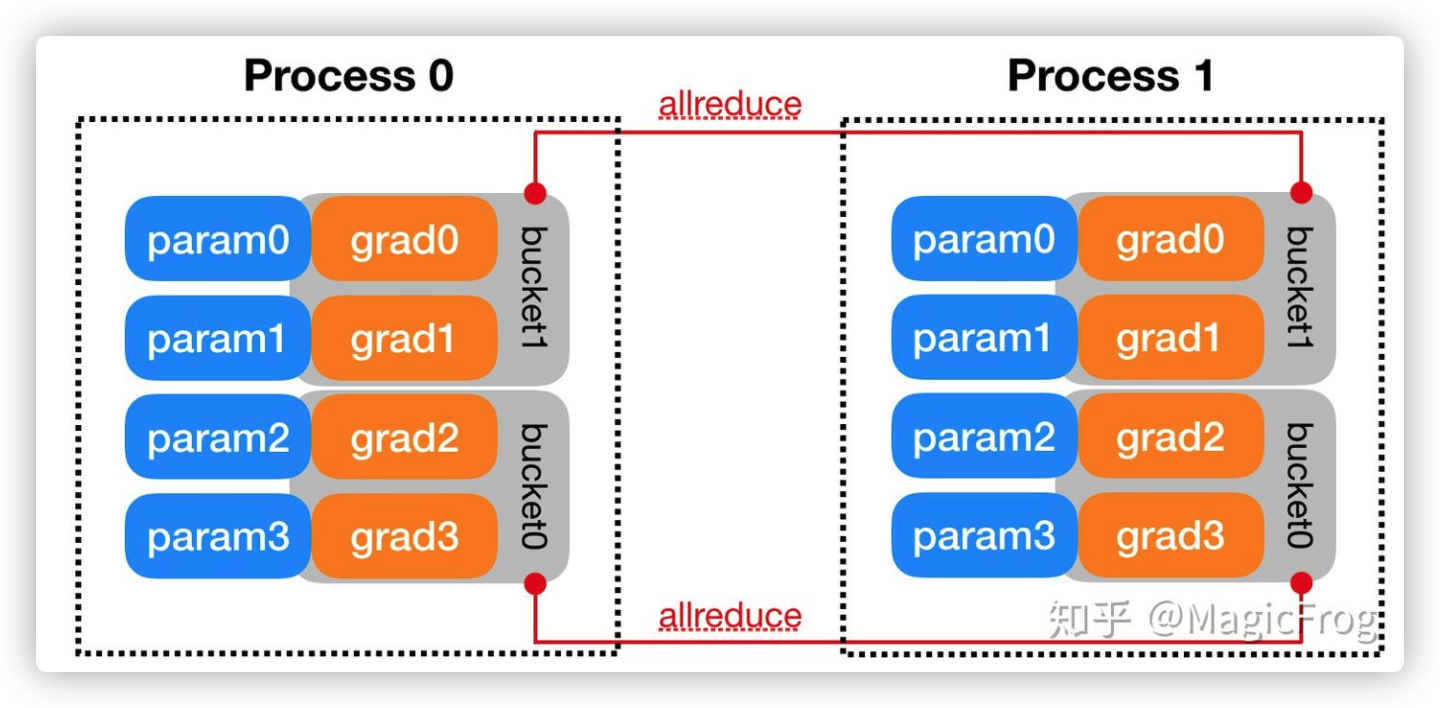 Process 0
Process 1
allreduce
param0 grad0
param1 grad1
bucket1
param2 grad2
param3 grad3
bucket0
param0 grad0
param1 grad1
bucket1
param2 grad2
param3 grad3
bucket0
allreduce
知乎 @MagicFrog